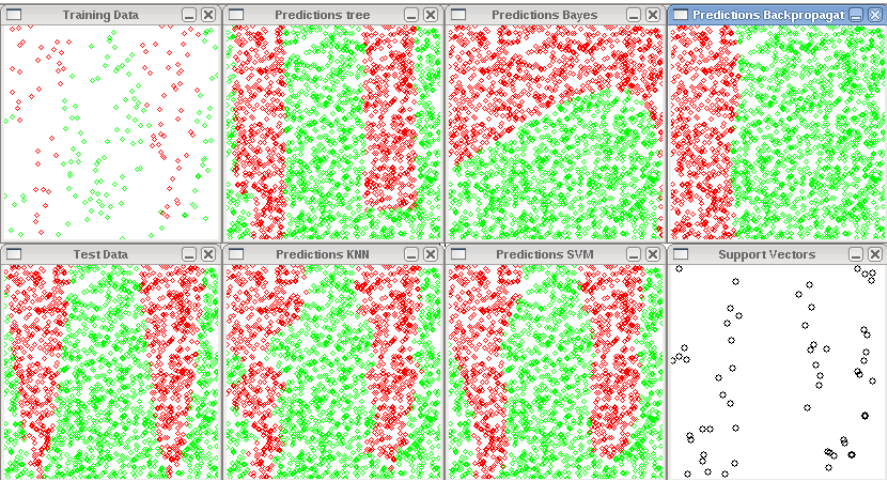 Training Data
Predictions tree
Predictions Bayes
Predictions Backpropagat
Test Data
Predictions KNN
Predictions SVM
Support Vectors